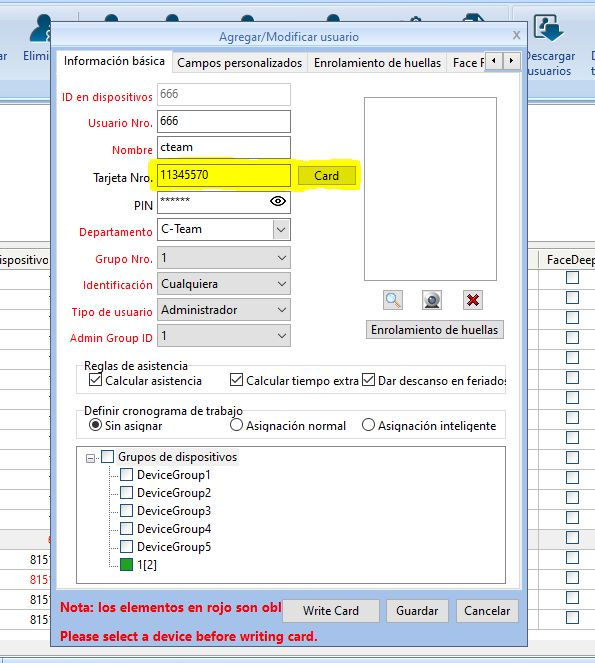 Elimi
Descargar
usuarios
Agregar/Modificar usuario
X
Información básica
Campos personalizados
Enrolamiento de huellas
Face F
ID en dispositivos
666
Usuario Nro.
666
Nombre
cteam
Tarjeta Nro.
11345570
Card
PIN
******
Departamento
C-Team
Grupo Nro.
1
Identificación
Cualquiera
Tipo de usuario
Administrador
Admin Group ID
1
Enrolamiento de huellas
Reglas de asistencia
Calcular asistencia
Calcular tiempo extra
Dar descanso en feriados
Definir cronograma de trabajo
Sin asignar
Asignación normal
Asignación inteligente
Grupos de dispositivos
DeviceGroup1
DeviceGroup2
DeviceGroup3
DeviceGroup4
DeviceGroup5
1[2]
Nota: los elementos en rojo son obl
Write Card
Guardar
Cancelar
Please select a device before writing card.
ispositivo
FaceDeep
815
815
815
815